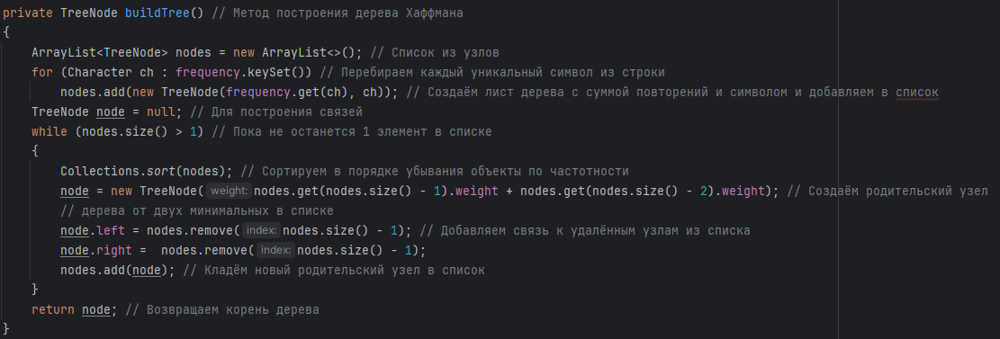 private TreeNode buildTree() // Метод построения дерева Хаффмана
{
ArrayList<TreeNode> nodes = new ArrayList<>(); // Список из узлов
for (Character ch : frequency.keySet()) // Перебираем каждый уникальный символ из строки
nodes.add(new TreeNode(frequency.get(ch), ch)); // Создаём лист дерева с суммой повторений и символом и добавляем в список
TreeNode node = null; // Для построения связей
while (nodes.size() > 1) // Пока не останется 1 элемент в списке
{
Collections.sort(nodes); // Сортируем в порядке убывания объекты по частотности
node = new TreeNode( weight: nodes.get(nodes.size() - 1).weight + nodes.get(nodes.size() - 2).weight); // Создаём родительский узел
// дерева от двух минимальных в списке
node.left = nodes.remove( index: nodes.size() - 1); // Добавляем связь к удалённым узлам из списка
node.right =  nodes.remove( index: nodes.size() - 1);
nodes.add(node); // Кладём новый родительский узел в список
}
return node; // Возвращаем корень дерева
}